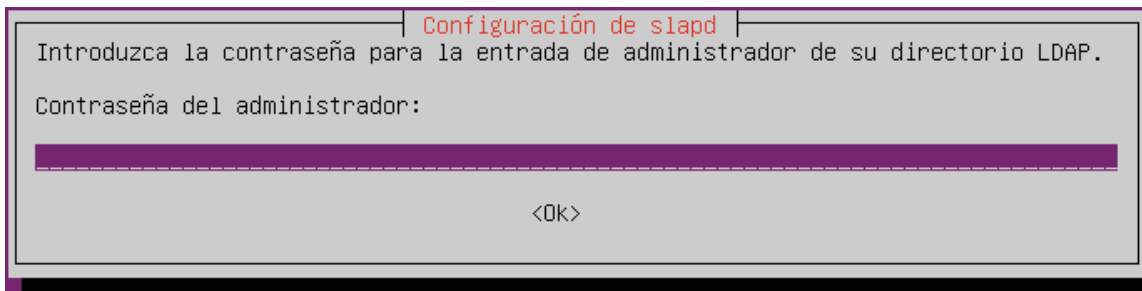 Configuración de slapd
Introduzca la contraseña para la entrada de administrador de su directorio LDAP.
Contraseña del administrador:
<Ok>